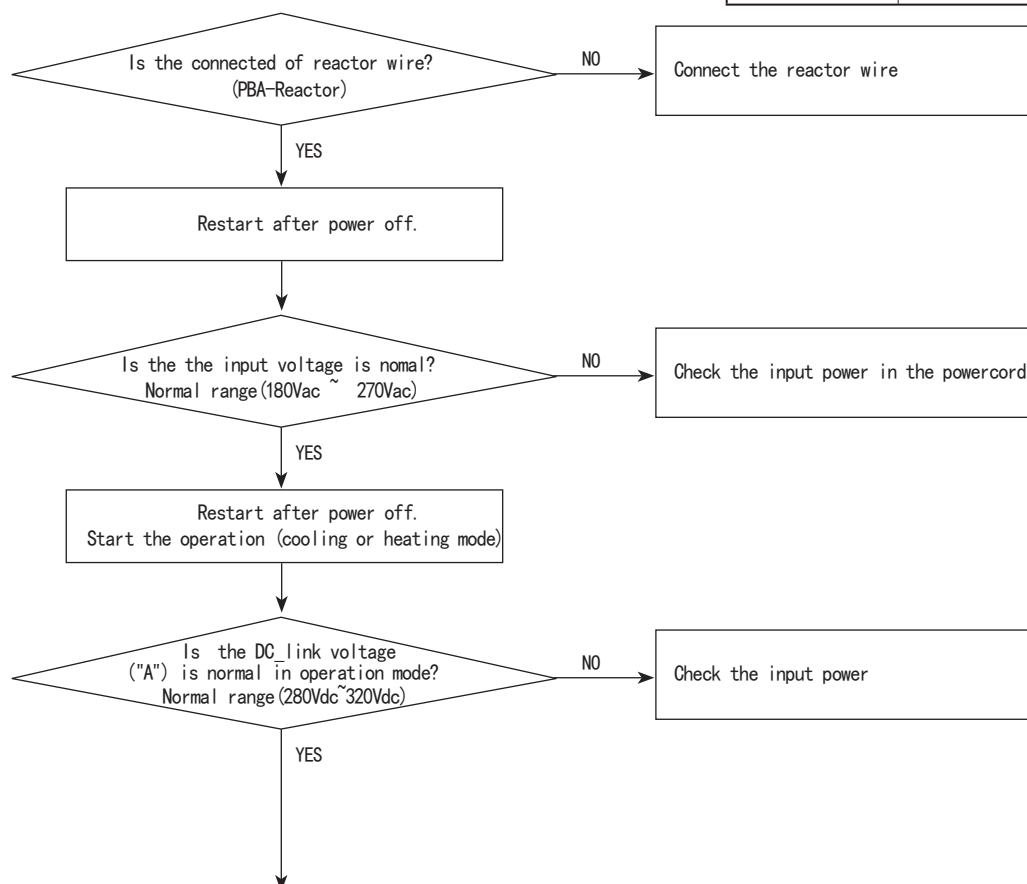 Is the connected of reactor wire?
(PBA-Reactor)
NO
Connect the reactor wire
YES
Restart after power off.
Is the the input voltage is nomal?
Normal range(180Vac ~ 270Vac)
NO
Check the input power in the powercord
YES
Restart after power off.
Start the operation (cooling or heating mode)
Is the DC_link voltage
("A") is normal in operation mode?
Normal range(280Vdc~320Vdc)
NO
Check the input power
YES